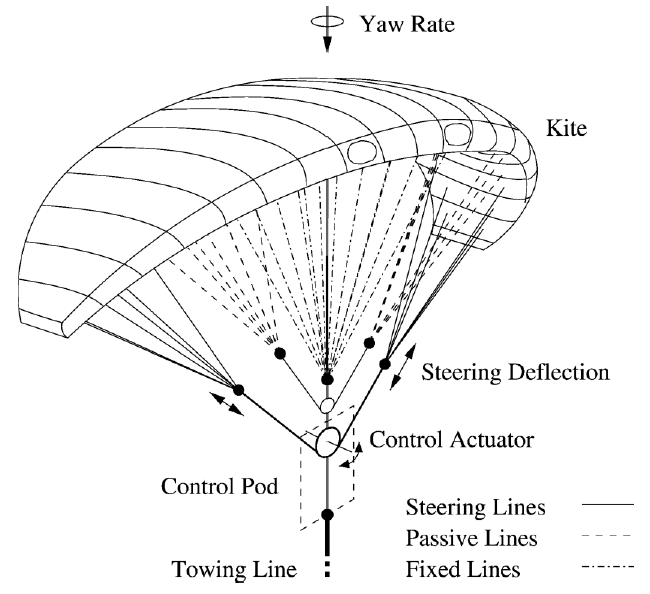 Yaw Rate
Kite
Steering Deflection
Control Actuator
Control Pod
Steering Lines
Passive Lines
Towing Line
Fixed Lines